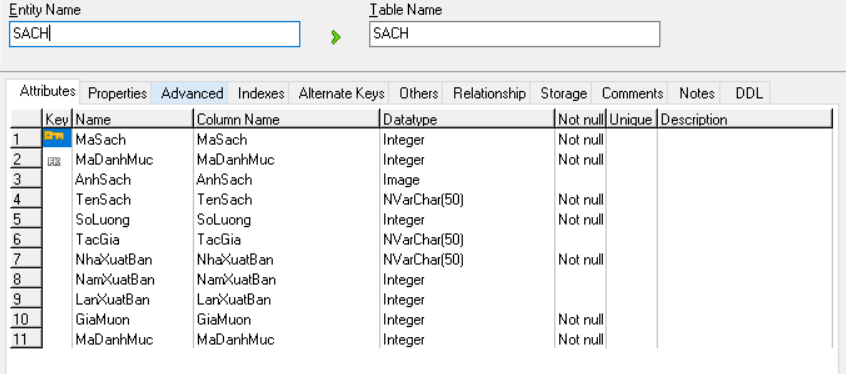 Entity Name Table Name
SACH SACH
Attributes Properties Advanced Indexes Alternate Keys Others Relationship Storage Comments Notes DDL
Key Name Column Name Datatype Not null Unique Description
1 MaSach MaSach Integer Not null
2 FK MaDanhMuc MaDanhMuc Integer Not null
3 AnhSach AnhSach Image
4 TenSach TenSach NVarChar(50) Not null
5 SoLuong SoLuong Integer Not null
6 TacGia TacGia NVarChar(50)
7 NhaXuatBan NhaXuatBan NVarChar(50) Not null
8 NamXuatBan NamXuatBan Integer
9 LanXuatBan LanXuatBan Integer
10 GiaMuon GiaMuon Integer Not null
11 MaDanhMuc MaDanhMuc Integer Not null